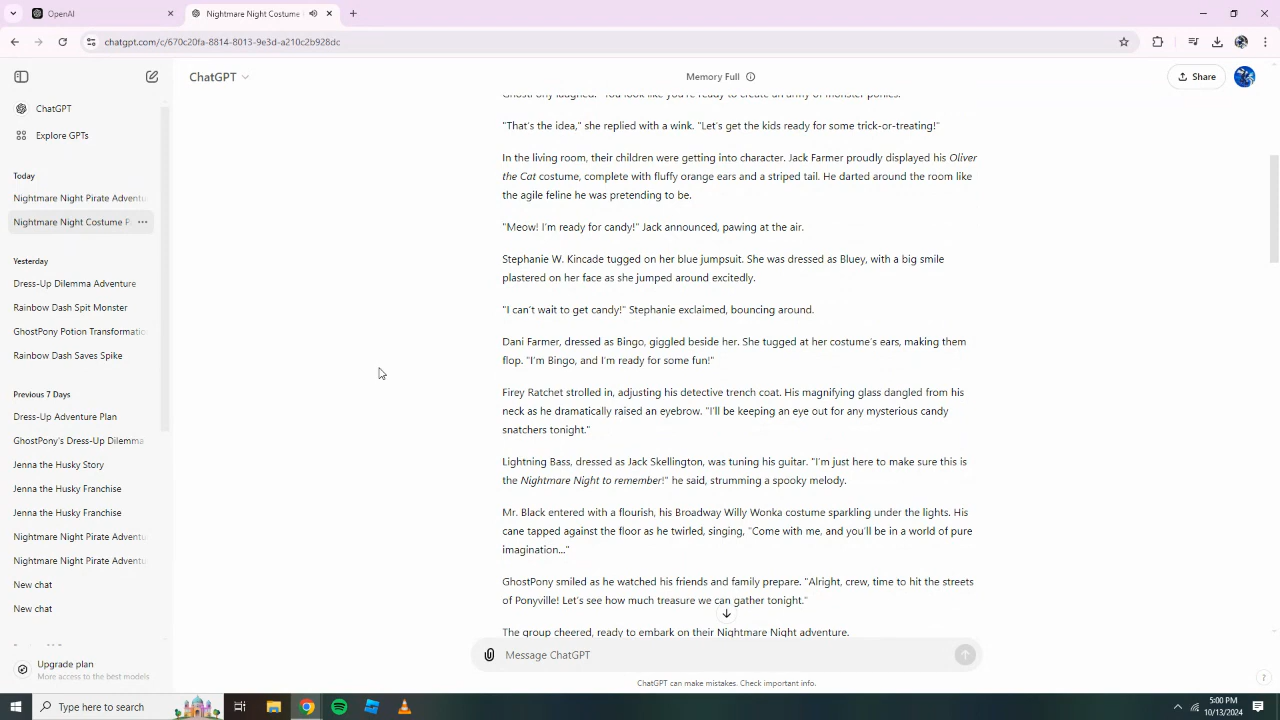 OpenAI
Nightmare Night Costume
chatgpt.com/c/670c20fa-8814-8013-9e3d-a210c2b928dc
ChatGPT
Memory Full
Share
ChatGPT
Explore GPTs
Today
Nightmare Night Pirate Adventu
Nightmare Night Costume P
Yesterday
Dress-Up Dilemma Adventure
Rainbow Dash Spit Monster
GhostPony Potion Transformatio
Rainbow Dash Saves Spike
Previous 7 Days
Dress-Up Adventure Plan
GhostPony's Dress-Up Dilemma
Jenna the Husky Story
Jenna the Husky Franchise
Jenna the Husky Franchise
Nightmare Night Pirate Adventu
Nightmare Night Pirate Adventu
New chat
New chat
Upgrade plan
More access to the best models
GhostPony laughed. "You look like you're ready to create an army of monster ponies."
"That's the idea," she replied with a wink. "Let's get the kids ready for some trick-or-treating!"
In the living room, their children were getting into character. Jack Farmer proudly displayed his Oliver
the Cat costume, complete with fluffy orange ears and a striped tail. He darted around the room like
the agile feline he was pretending to be.
"Meow! I'm ready for candy!" Jack announced, pawing at the air.
Stephanie W. Kincade tugged on her blue jumpsuit. She was dressed as Bluey, with a big smile
plastered on her face as she jumped around excitedly.
"I can't wait to get candy!" Stephanie exclaimed, bouncing around.
Dani Farmer, dressed as Bingo, giggled beside her. She tugged at her costume's ears, making them
flop. "I'm Bingo, and I'm ready for some fun!"
Firey Ratchet strolled in, adjusting his detective trench coat. His magnifying glass dangled from his
neck as he dramatically raised an eyebrow. "I'll be keeping an eye out for any mysterious candy
snatchers tonight."
Lightning Bass, dressed as Jack Skellington, was tuning his guitar. "I'm just here to make sure this is
the Nightmare Night to remember!" he said, strumming a spooky melody.
Mr. Black entered with a flourish, his Broadway Willy Wonka costume sparkling under the lights. His
cane tapped against the floor as he twirled, singing, "Come with me, and you'll be in a world of pure
imagination..."
GhostPony smiled as he watched his friends and family prepare. "Alright, crew, time to hit the streets
of Ponyville! Let's see how much treasure we can gather tonight."
The group cheered, ready to embark on their Nightmare Night adventure.
Message ChatGPT
ChatGPT can make mistakes. Check important info.
?
Type here to search
5:00 PM
10/13/2024